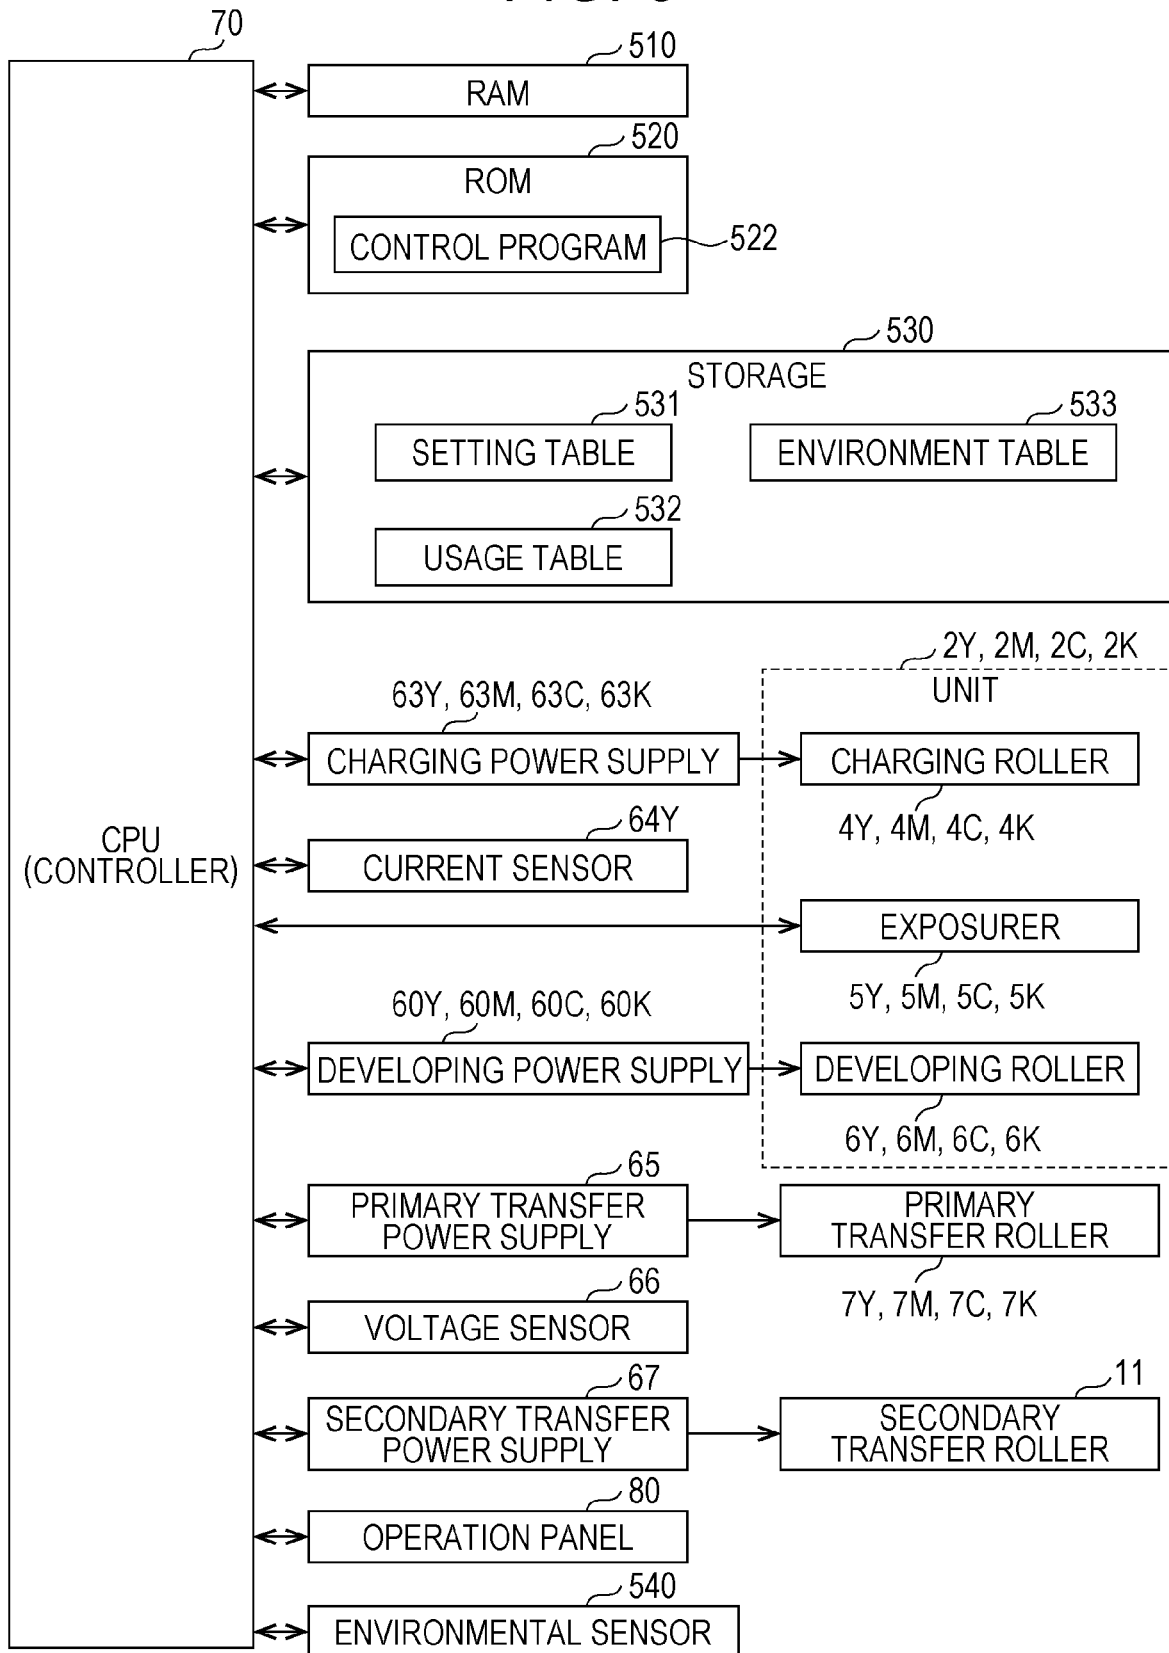 70
510
RAM
520
ROM
CONTROL PROGRAM
522
530
STORAGE
531
SETTING TABLE
533
ENVIRONMENT TABLE
532
USAGE TABLE
2Y, 2M, 2C, 2K
UNIT
63Y, 63M, 63C, 63K
CHARGING POWER SUPPLY
CHARGING ROLLER
4Y, 4M, 4C, 4K
CPU
(CONTROLLER)
64Y
CURRENT SENSOR
EXPOSURER
5Y, 5M, 5C, 5K
60Y, 60M, 60C, 60K
DEVELOPING POWER SUPPLY
DEVELOPING ROLLER
6Y, 6M, 6C, 6K
65
PRIMARY TRANSFER
POWER SUPPLY
PRIMARY
TRANSFER ROLLER
7Y, 7M, 7C, 7K
66
VOLTAGE SENSOR
67
SECONDARY TRANSFER
POWER SUPPLY
11
SECONDARY
TRANSFER ROLLER
80
OPERATION PANEL
540
ENVIRONMENTAL SENSOR